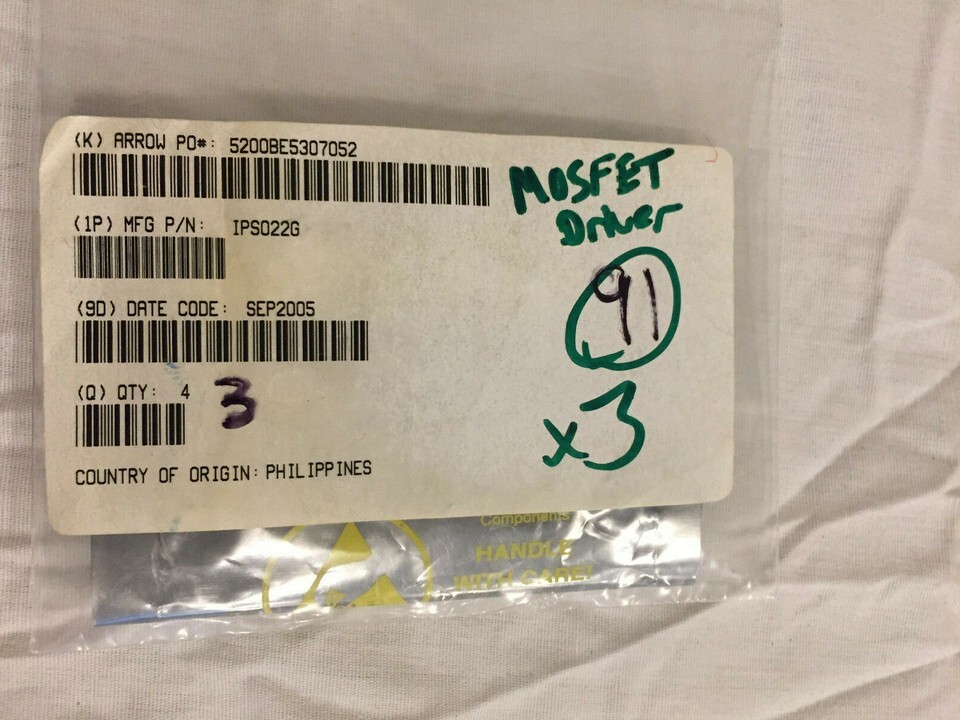 (K) ARROW PO#: 5200BE5307052
MOSFET
Driver
(1P) MFG P/N: IPS022G
91
(9D) DATE CODE: SEP2005
(Q) QTY: 4 3
x3
COUNTRY OF ORIGIN: PHILIPPINES
Components
HANDLE
WITH CARE!